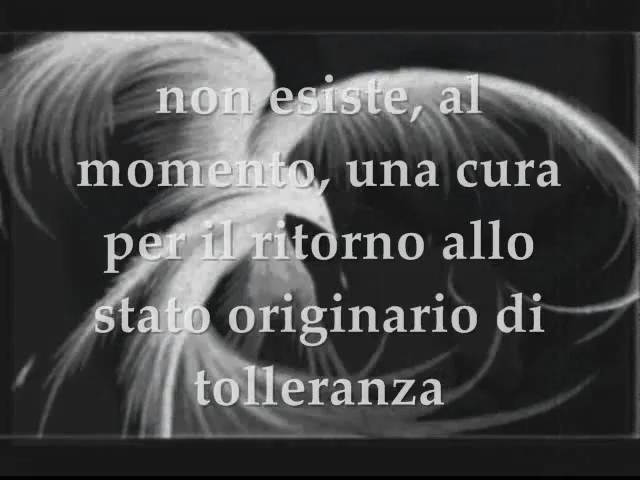 non esiste, al
momento, una cura
per il ritorno allo
stato originario di
tolleranza